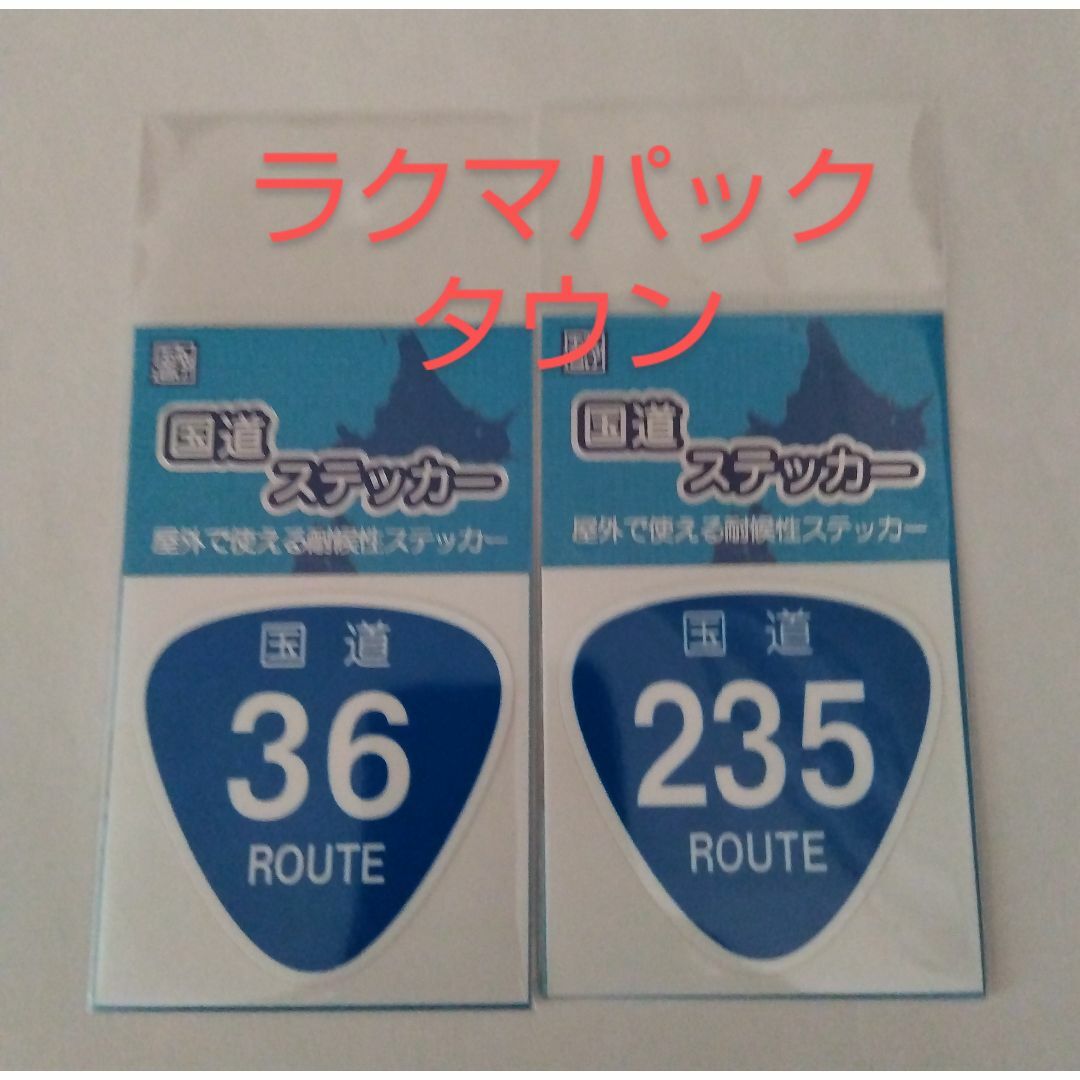 ラクマパック
タウン
国道
ステッカー
屋外で使える耐候性ステッカー
国道
36
ROUTE
国道
ステッカー
屋外で使える耐候性ステッカー
国道
235
ROUTE